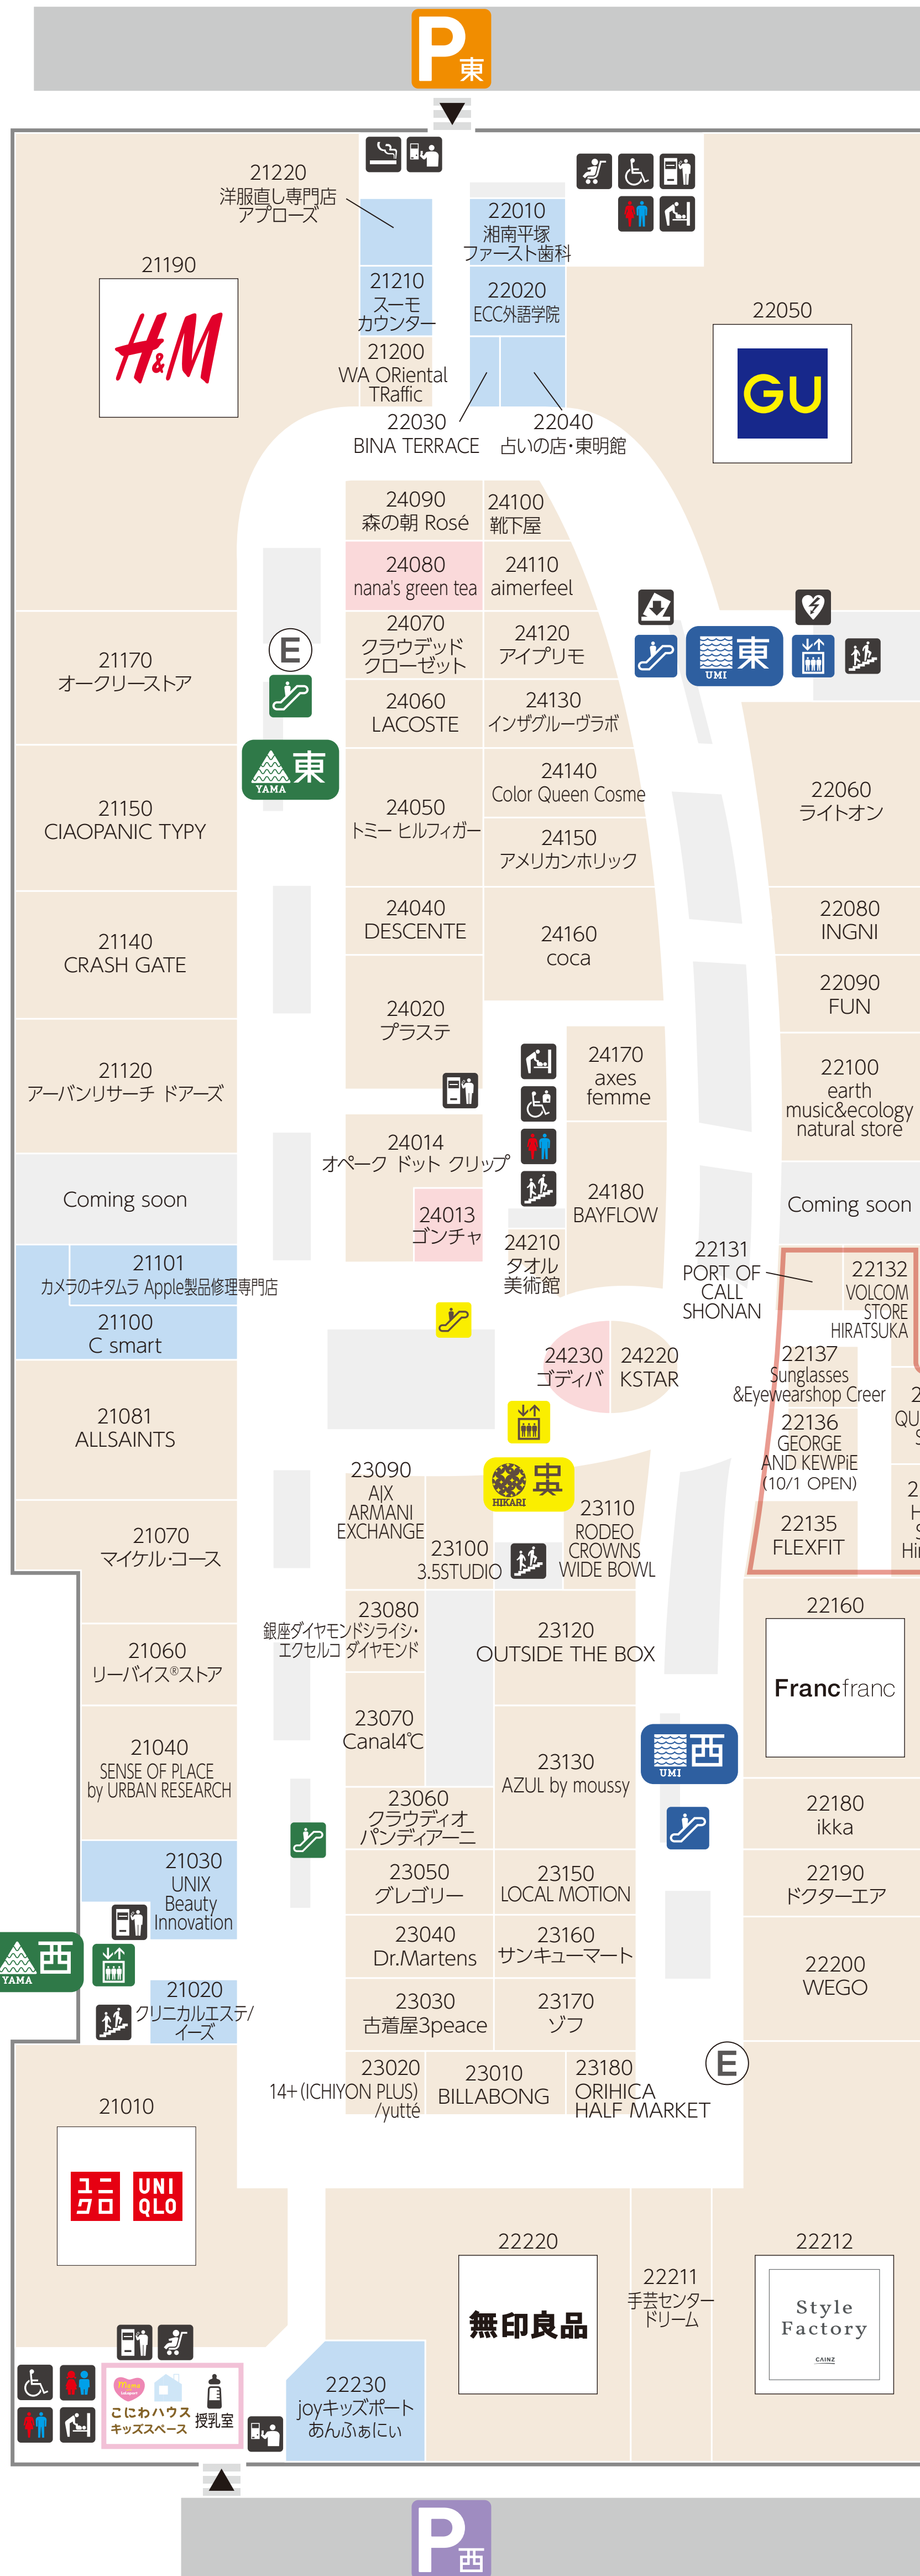 P東
21220
洋服直し専門店
アプローズ
22010
湘南平塚
ファースト歯科
21190
H&M
21210
スーモ
カウンター
22020
ECC外語学院
22050
GU
21200
WA ORiental
TRaffic
22030
BINA TERRACE
22040
占いの店・東明館
24090
森の朝 Rosé
24100
靴下屋
24080
nana's green tea
24110
aimerfeel
24070
クラウデッド
クローゼット
24120
アイプリモ
E
東
UMI
21170
オークリーストア
24060
LACOSTE
24130
インザグルーヴラボ
東
YAMA
24140
Color Queen Cosme
24050
トミー ヒルフィガー
22060
ライトオン
21150
CIAOPANIC TYPY
24150
アメリカンホリック
24040
DESCENTE
22080
INGNI
21140
CRASH GATE
24160
coca
22090
FUN
24020
プラステ
21120
アーバンリサーチ ドアーズ
24170
axes
femme
22100
earth
music&ecology
natural store
24014
オペーク ドット クリップ
Coming soon
24013
ゴンチャ
24180
BAYFLOW
Coming soon
21101
カメラのキタムラ Apple製品修理専門店
24210
タオル
美術館
22131
PORT OF
CALL
SHONAN
22132
VOLCOM
STORE
HIRATSUKA
21100
C smart
24230
ゴディバ
24220
KSTAR
22137
Sunglasses
&Eyewearshop Creer
21081
ALLSAINTS
22136
GEORGE
AND KEWPiE
(10/1 OPEN)
2
QU
S
中央
HIKARI
23090
A|X
ARMANI
EXCHANGE
23110
RODEO
CROWNS
WIDE BOWL
2
H
S
Hir
21070
マイケル・コース
23100
3.5STUDIO
22135
FLEXFIT
23080
銀座ダイヤモンドシライシ・
エクセルコ ダイヤモンド
23120
OUTSIDE THE BOX
22160
Francfranc
21060
リーバイス®ストア
23070
Canal4℃
21040
SENSE OF PLACE
by URBAN RESEARCH
23130
AZUL by moussy
西
UMI
23060
クラウディオ
パンディアーニ
22180
ikka
21030
UNIX
Beauty
Innovation
23050
グレゴリー
23150
LOCAL MOTION
22190
ドクターエア
23040
Dr.Martens
23160
サンキューマート
西
YAMA
22200
WEGO
21020
クリニカルエステ/
イーズ
23030
古着屋3peace
23170
ゾフ
E
23020
14+(ICHIYON PLUS)
/yutté
23010
BILLABONG
23180
ORIHICA
HALF MARKET
21010
ユニクロ
UNIQLO
22220
無印良品
22211
手芸センター
ドリーム
22212
Style
Factory
CAINZ
22230
joyキッズポート
あんふぁにぃ
Mama
こにわハウス
キッズスペース
授乳室
P西